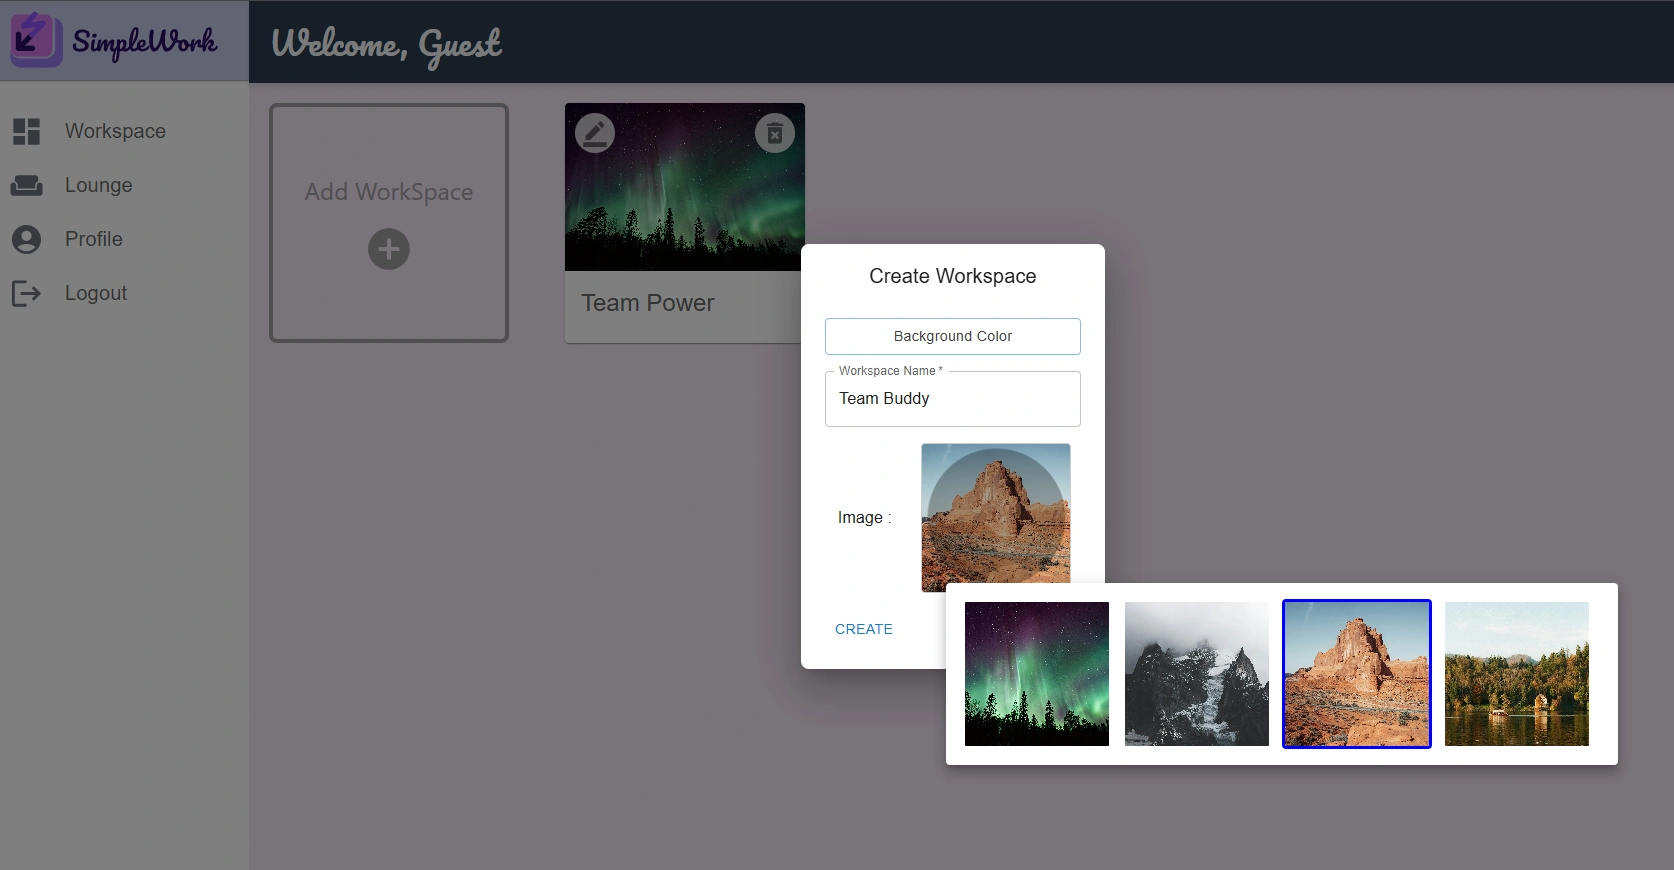 SimpleWork
Welcome, Guest
Workspace
Lounge
Profile
Logout
Add WorkSpace
Team Power
Create Workspace
Background Color
Workspace Name *
Team Buddy
Image :
CREATE